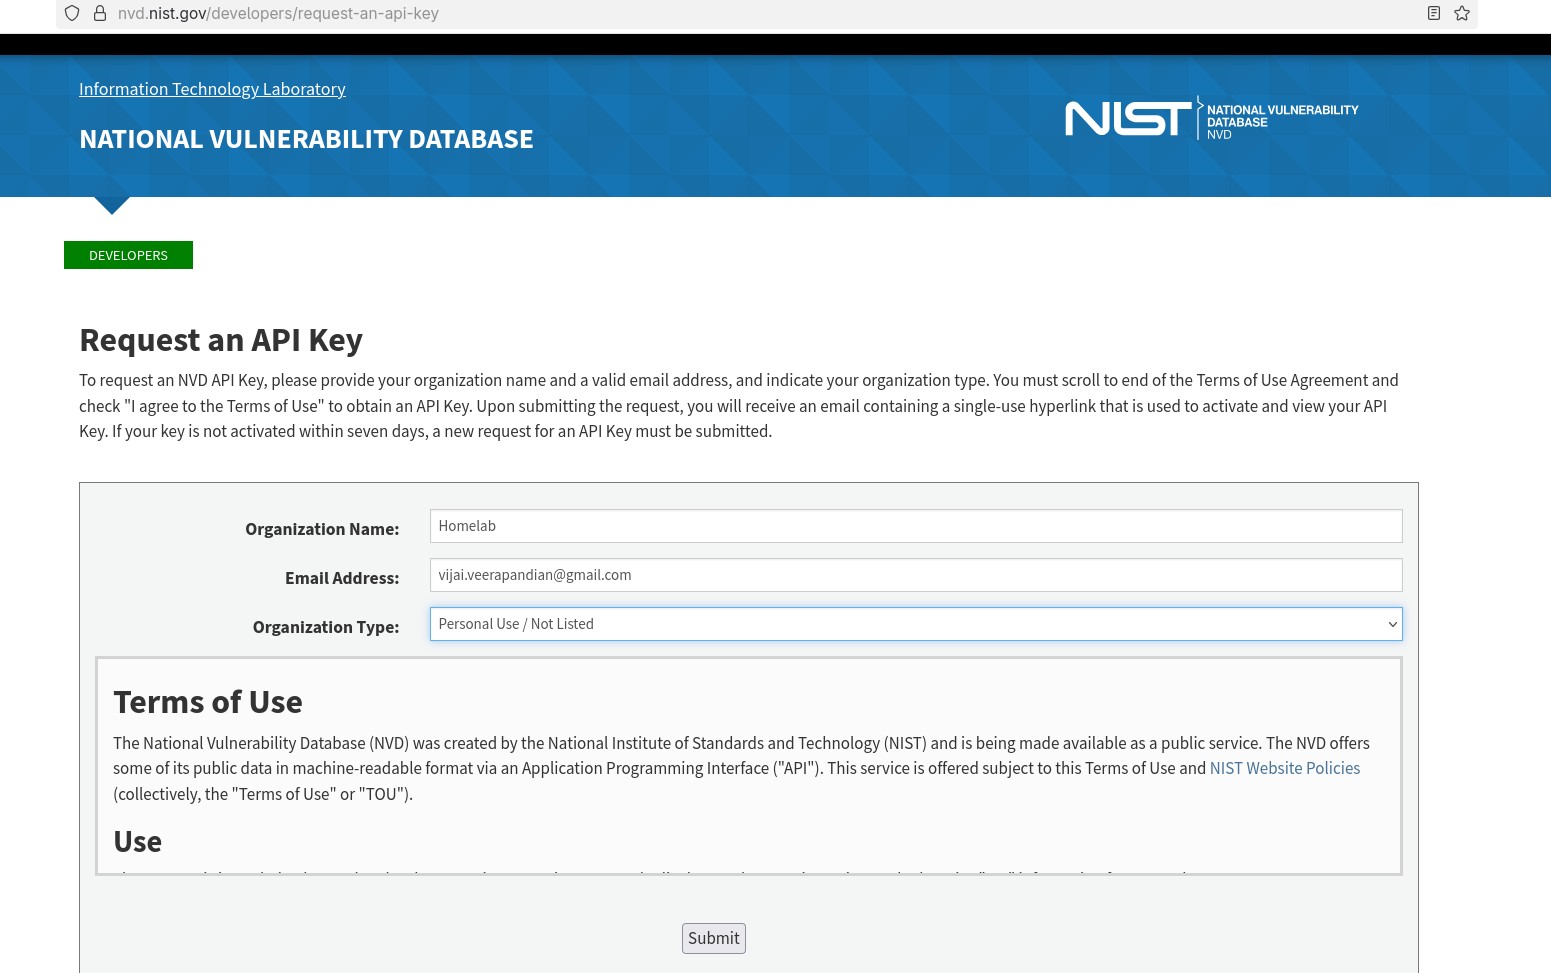 nvd.nist.gov/developers/request-an-api-key
Information Technology Laboratory
NATIONAL VULNERABILITY DATABASE
NIST
NATIONAL VULNERABILITY
DATABASE
NVD
DEVELOPERS
Request an API Key
To request an NVD API Key, please provide your organization name and a valid email address, and indicate your organization type. You must scroll to end of the Terms of Use Agreement and
check "I agree to the Terms of Use" to obtain an API Key. Upon submitting the request, you will receive an email containing a single-use hyperlink that is used to activate and view your API
Key. If your key is not activated within seven days, a new request for an API Key must be submitted.
Organization Name: Homelab
Email Address: vijai.veerapandian@gmail.com
Organization Type: Personal Use / Not Listed
Terms of Use
The National Vulnerability Database (NVD) was created by the National Institute of Standards and Technology (NIST) and is being made available as a public service. The NVD offers
some of its public data in machine-readable format via an Application Programming Interface ("API"). This service is offered subject to this Terms of Use and NIST Website Policies
(collectively, the "Terms of Use" or "TOU").
Use
Submit